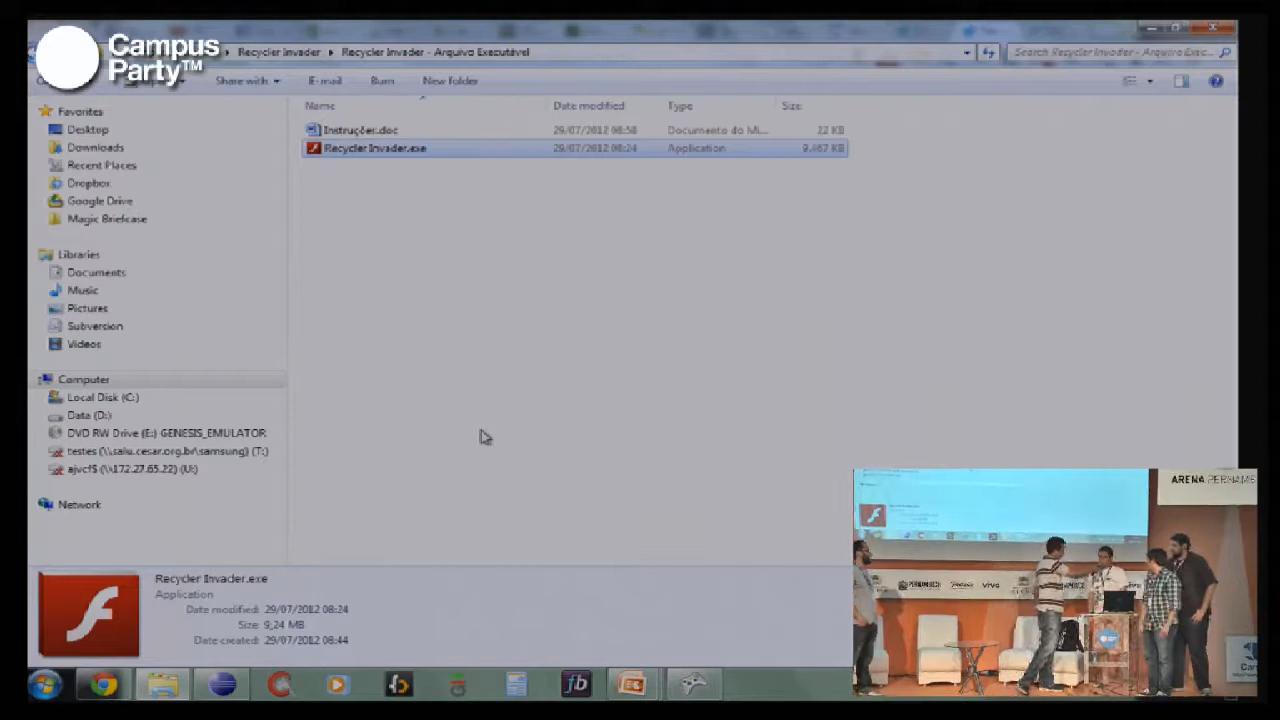 Campus
Party™
Recycler Invader ▸ Recycler Invader - Arquivo Executável
Search Recycler Invader - Arquivo Exec...
Share with
E-mail
Burn
New folder
Name
Date modified
Type
Size
Favorites
Desktop
Downloads
Recent Places
Dropbox
Google Drive
Magic Briefcase
Libraries
Documents
Music
Pictures
Subversion
Videos
Computer
Local Disk (C:)
Data (D:)
DVD RW Drive (E:) GENESIS_EMULATOR
testes (\\salu.cesar.org.br\samsung) (T:)
ajvcf$ (\\172.27.65.22) (U:)
Network
Instruções.doc
29/07/2012 08:58
Documento do Mi...
22 KB
Recycler Invader.exe
29/07/2012 08:24
Application
9.467 KB
Recycler Invader.exe
Application
Date modified: 29/07/2012 08:24
Size: 9,24 MB
Date created: 29/07/2012 08:44
fb
ARENA PERNAMB
PERNAMBUCO
vivo